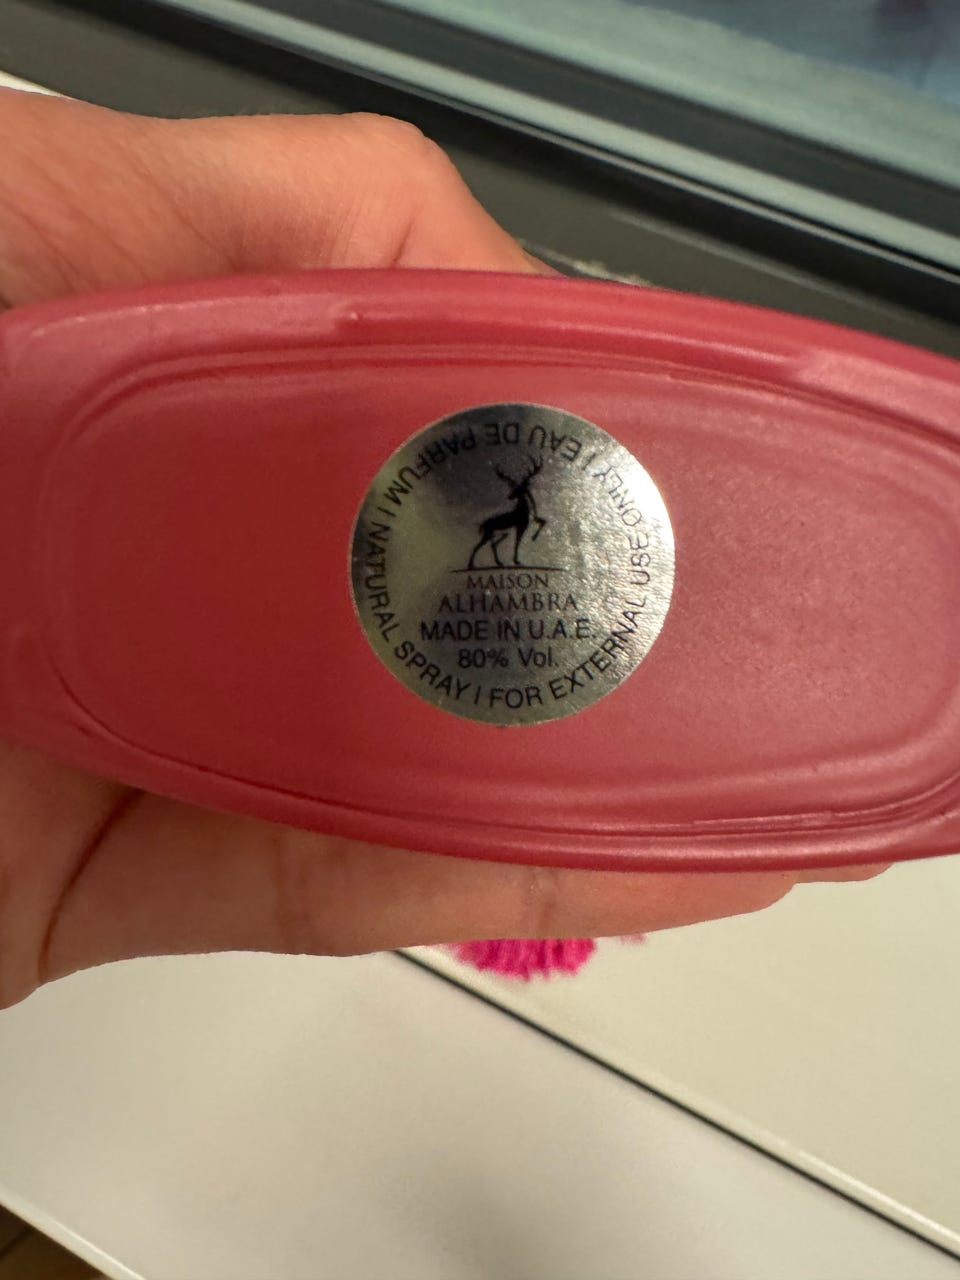 EAU DE PARFUM | NATURAL SPRAY | FOR EXTERNAL USE ONLY |
MAISON
ALHAMBRA
MADE IN U.A.E.
80% Vol.